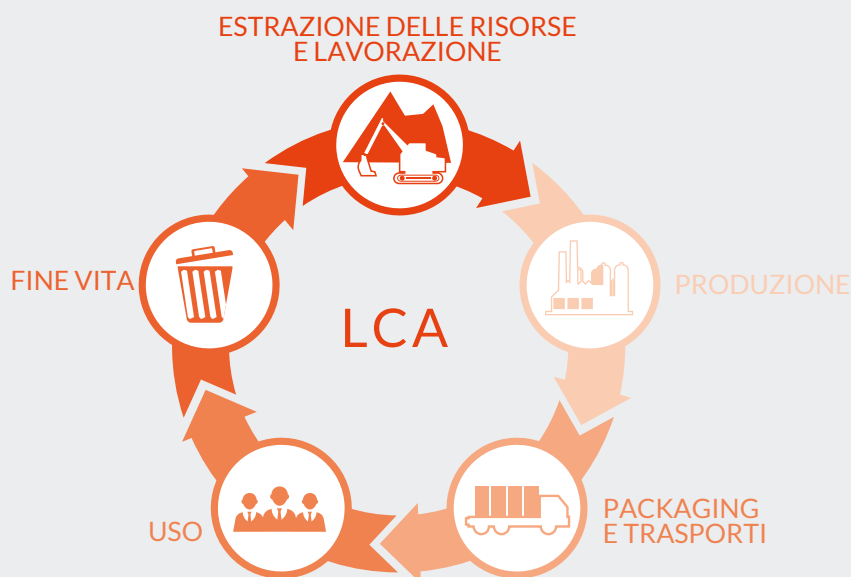 ESTRAZIONE DELLE RISORSE
E LAVORAZIONE
FINE VITA
PRODUZIONE
LCA
USO
PACKAGING
E TRASPORTI